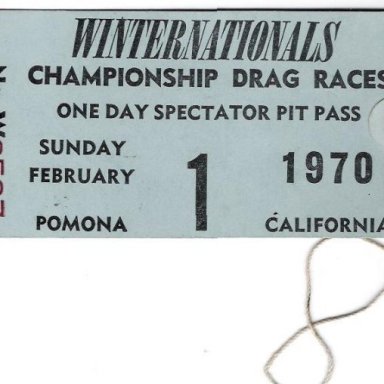 WINTERNATIONALS
CHAMPIONSHIP DRAG RACES
ONE DAY SPECTATOR PIT PASS
SUNDAY
FEBRUARY 1 1970
POMONA CALIFORNIA